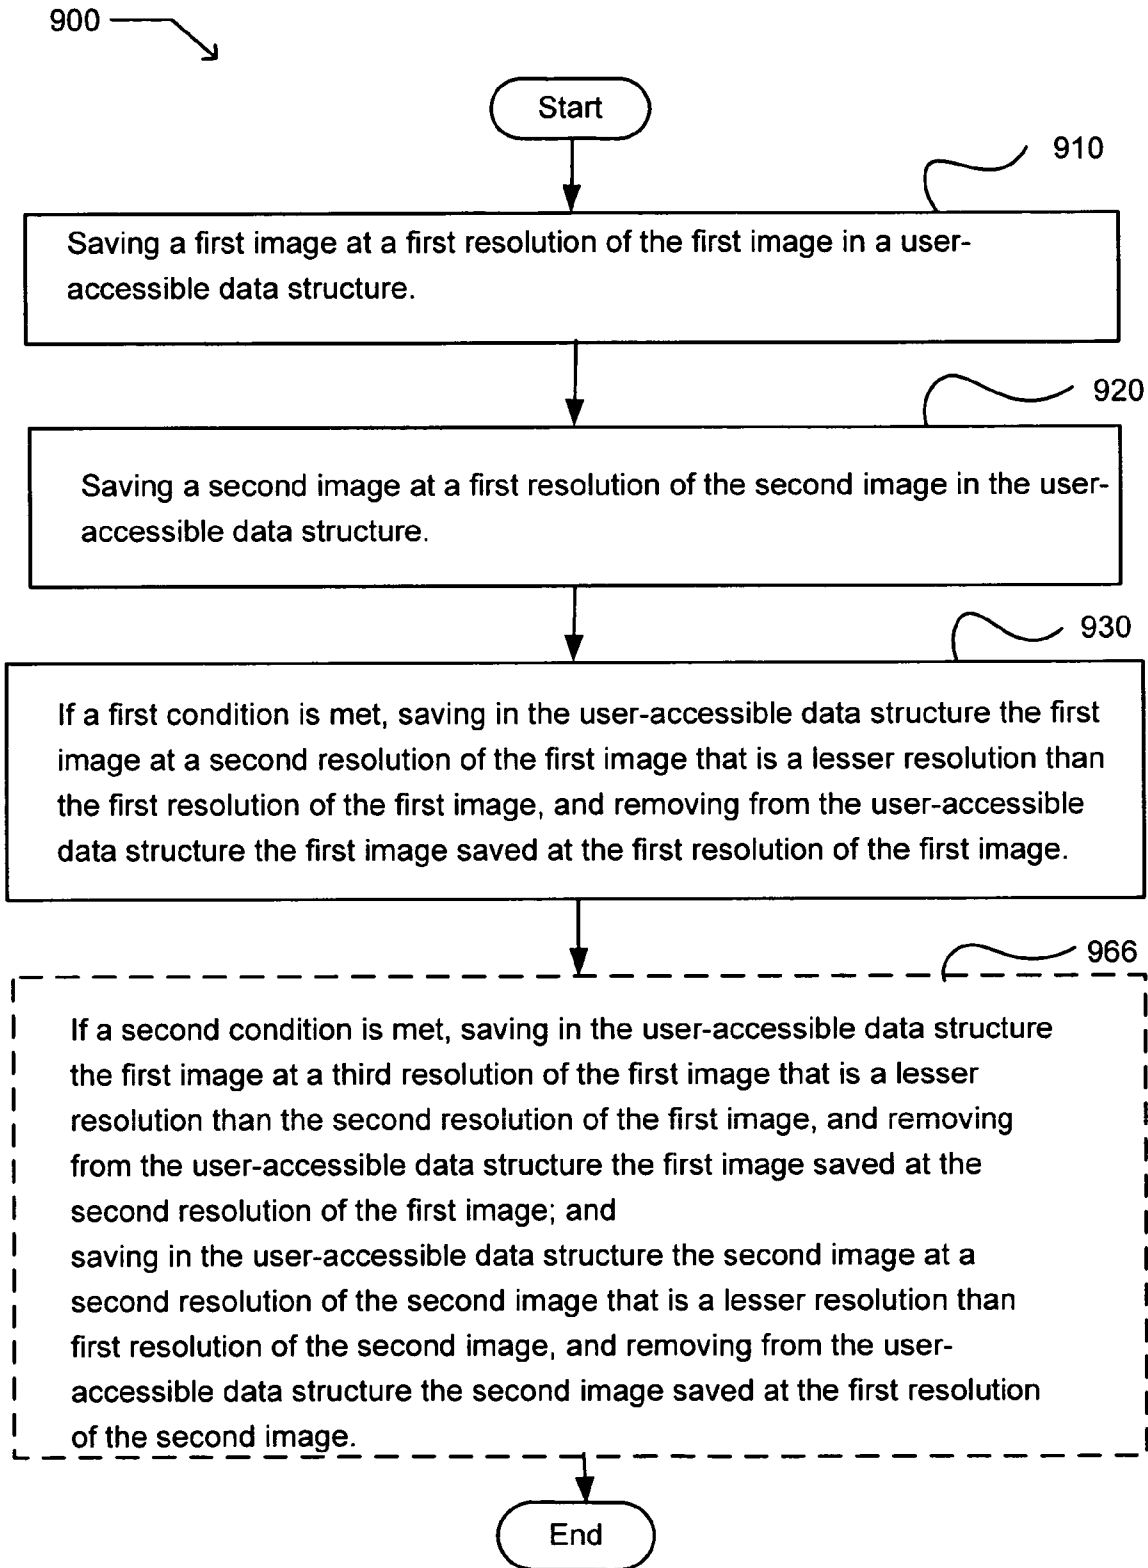 900
Start
910
Saving a first image at a first resolution of the first image in a user-
accessible data structure.
920
Saving a second image at a first resolution of the second image in the user-
accessible data structure.
930
If a first condition is met, saving in the user-accessible data structure the first
image at a second resolution of the first image that is a lesser resolution than
the first resolution of the first image, and removing from the user-accessible
data structure the first image saved at the first resolution of the first image.
966
If a second condition is met, saving in the user-accessible data structure
the first image at a third resolution of the first image that is a lesser
resolution than the second resolution of the first image, and removing
from the user-accessible data structure the first image saved at the
second resolution of the first image; and
saving in the user-accessible data structure the second image at a
second resolution of the second image that is a lesser resolution than
first resolution of the second image, and removing from the user-
accessible data structure the second image saved at the first resolution
of the second image.
End